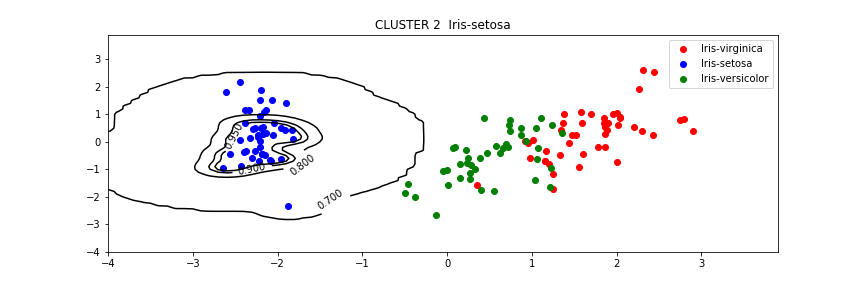 CLUSTER 2 Iris-setosa
Iris-virginica
Iris-setosa
Iris-versicolor
3
2
1
0
−1
−2
−3
−4
0.950
0.900
0.800
0.700
−4 −3 −2 −1 0 1 2 3